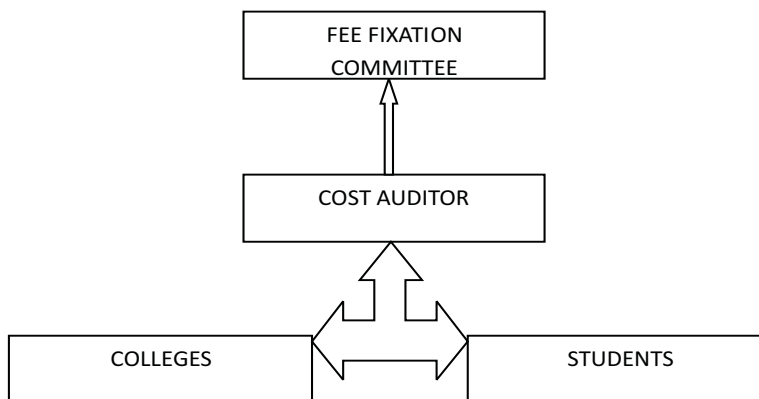 FEE FIXATION
COMMITTEE
COST AUDITOR
COLLEGES
STUDENTS